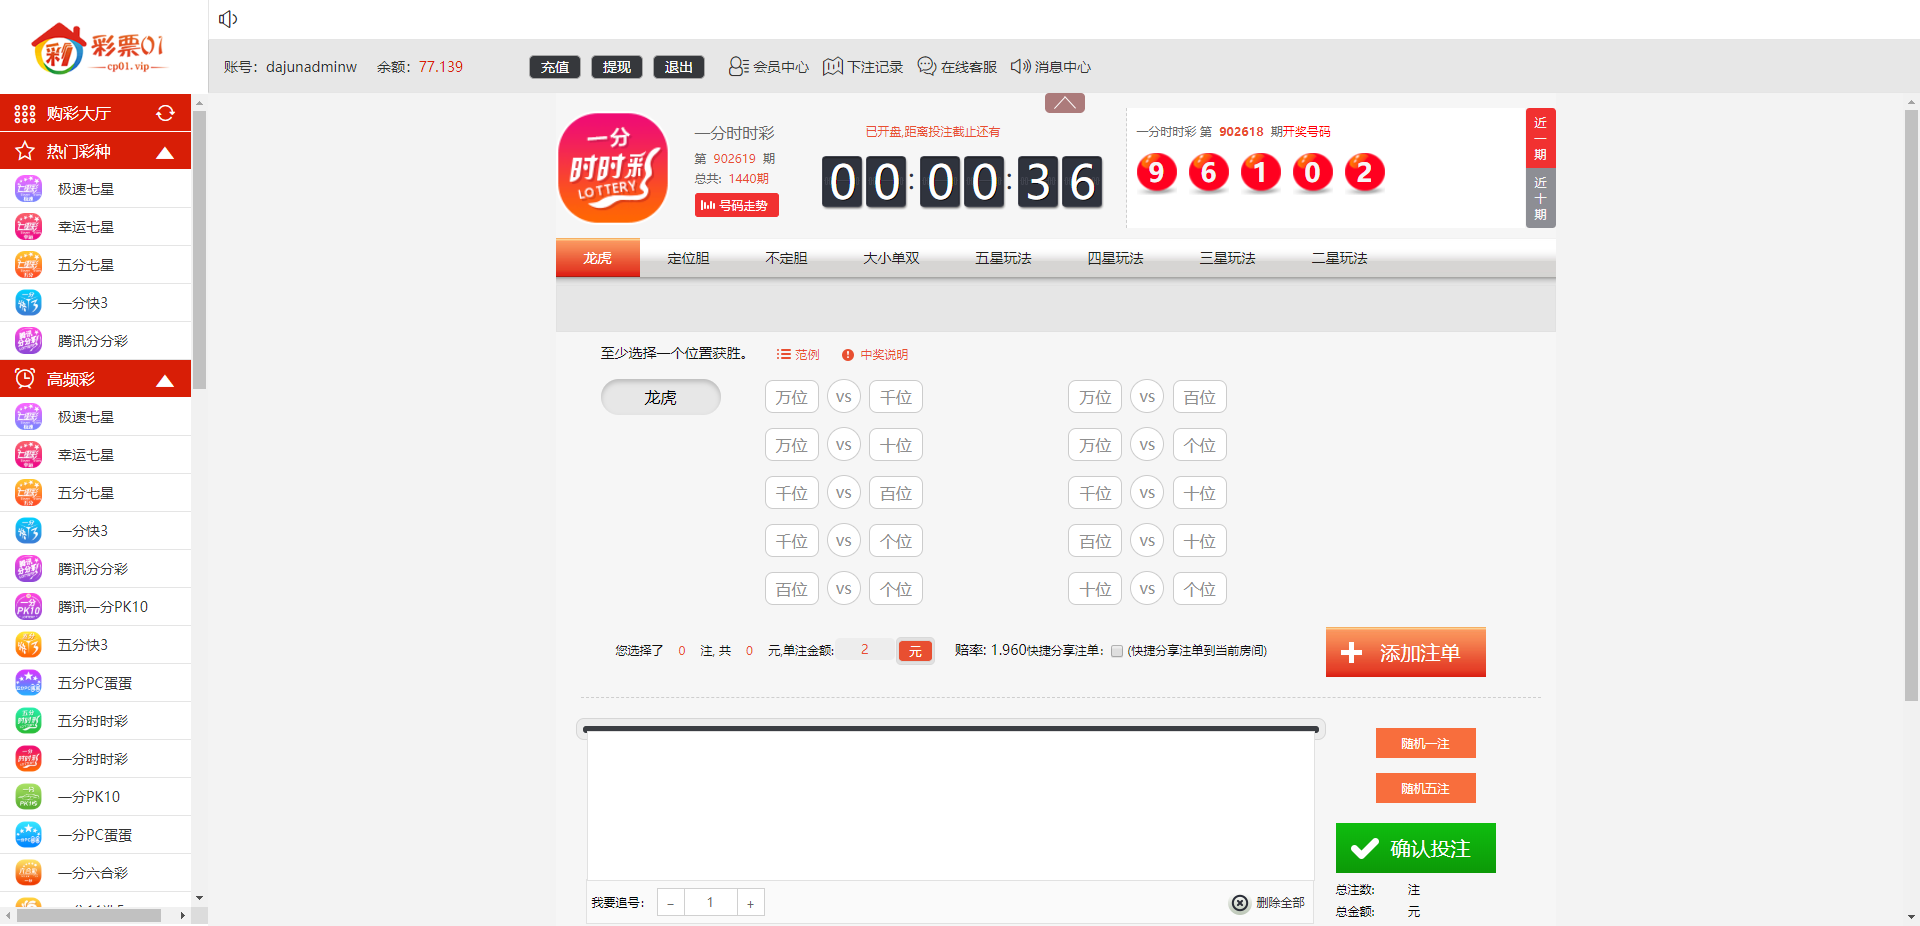 彩票01
cp01.vip
账号：dajunadminw 余额：77.139 充值 提现 退出 会员中心 下注记录 在线客服 消息中心
购彩大厅
热门彩种
极速七星
幸运七星
五分七星
一分快3
腾讯分分彩
高频彩
极速七星
幸运七星
五分七星
一分快3
腾讯分分彩
腾讯一分PK10
五分快3
五分PC蛋蛋
五分时时彩
一分时时彩
一分PK10
一分PC蛋蛋
一分六合彩
一分
时时彩
LOTTERY
一分时时彩
第 902619 期
总共: 1440期
号码走势
已开盘,距离投注截止还有
00:00:36
一分时时彩 第 902618 期开奖号码
9 6 1 0 2
近一期
近十期
龙虎 定位胆 不定胆 大小单双 五星玩法 四星玩法 三星玩法 二星玩法
至少选择一个位置获胜。 范例 中奖说明
龙虎 万位 vs 千位 万位 vs 百位
万位 vs 十位 万位 vs 个位
千位 vs 百位 千位 vs 十位
千位 vs 个位 百位 vs 十位
百位 vs 个位 十位 vs 个位
您选择了 0 注, 共 0 元,单注金额: 2 元 赔率: 1.960快捷分享注单: (快捷分享注单到当前房间)
添加注单
随机一注
随机五注
确认投注
总注数: 注
总金额: 元
我要追号: - 1 + 删除全部